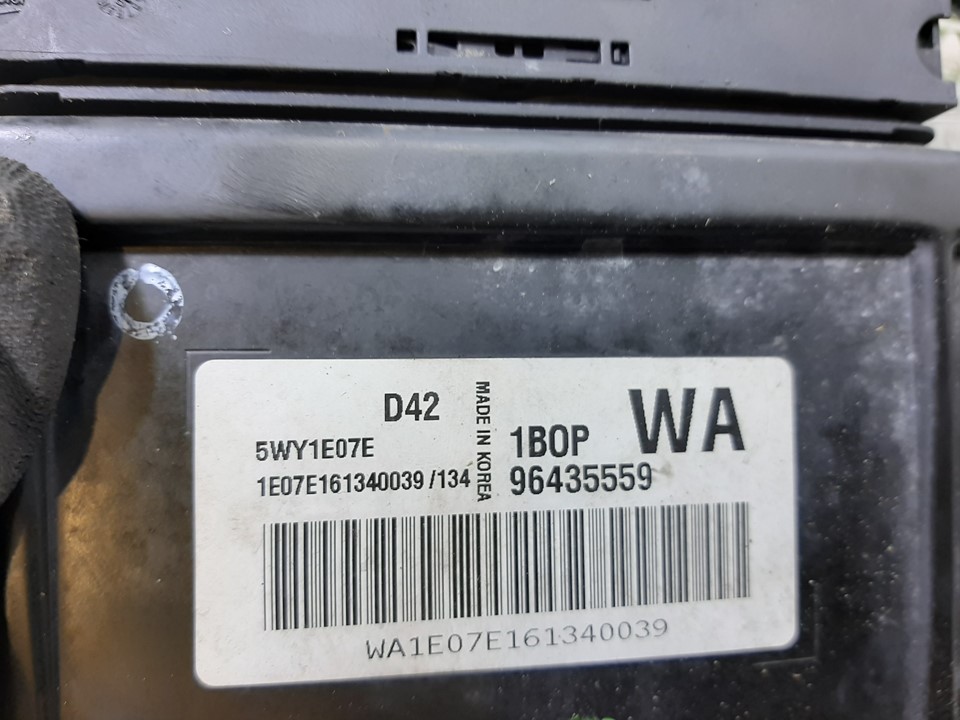 D42
5WY1E07E
1E07E161340039 /134
MADE IN KOREA
WA
1BOP
96435559
WA1E07E161340039